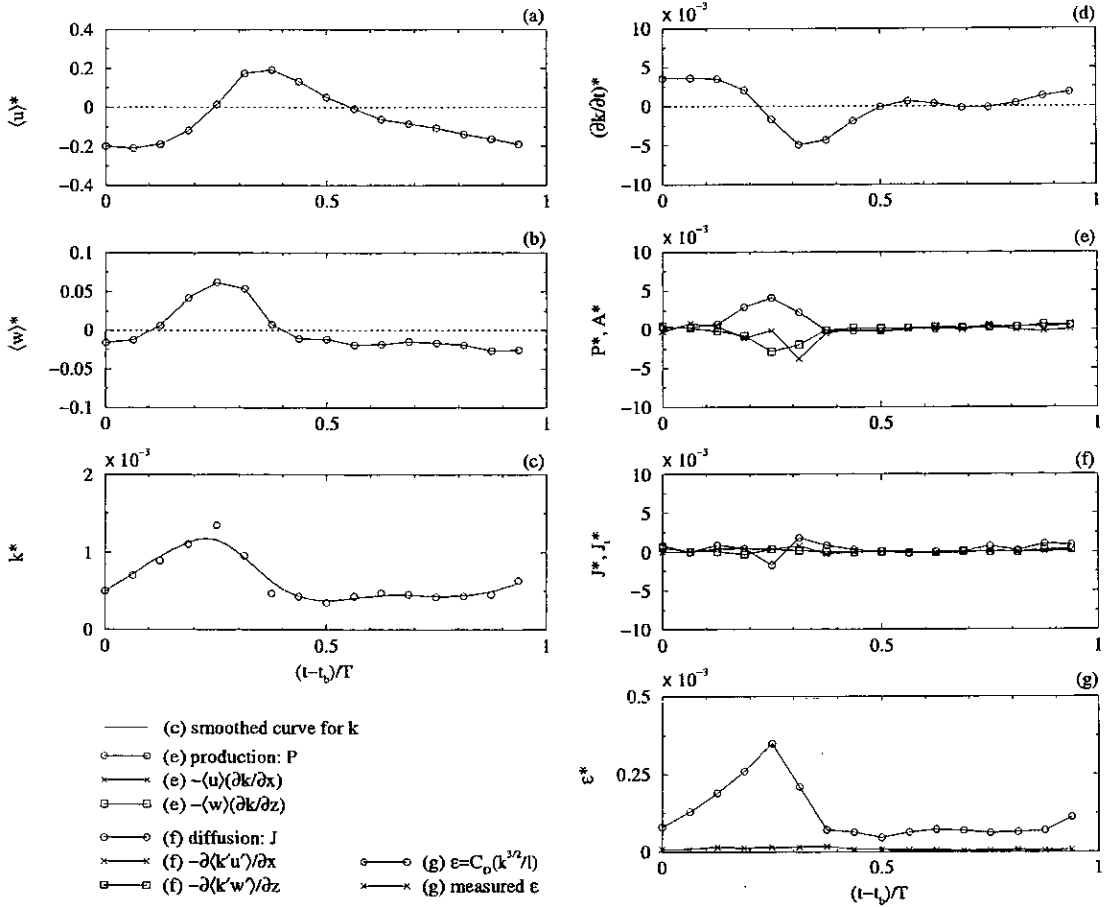 (a)
0.4
0.2
0
−0.2
−0.4
⟨u⟩*
0 0.5 1
(b)
0.1
0.05
0
−0.05
−0.1
⟨w⟩*
0 0.5 1
x 10⁻³ (c)
2
1
0
k*
0 0.5 1
(t−t_b)/T
(c) smoothed curve for k
(e) production: P
(e) −⟨u⟩(∂k/∂x)
(e) −⟨w⟩(∂k/∂z)
(f) diffusion: J
(f) −∂⟨k'u'⟩/∂x
(f) −∂⟨k'w'⟩/∂z
(g) ε=C_D(k^{3/2}/l)
(g) measured ε
x 10⁻³ (d)
10
5
0
−5
−10
(∂k/∂t)*
0 0.5 1
x 10⁻³ (e)
10
5
0
−5
−10
P*, A*
0 0.5 1
x 10⁻³ (f)
10
5
0
−5
−10
J*, J_t*
0 0.5 1
x 10⁻³ (g)
0.5
0.25
0
ε*
0 0.5 1
(t−t_b)/T